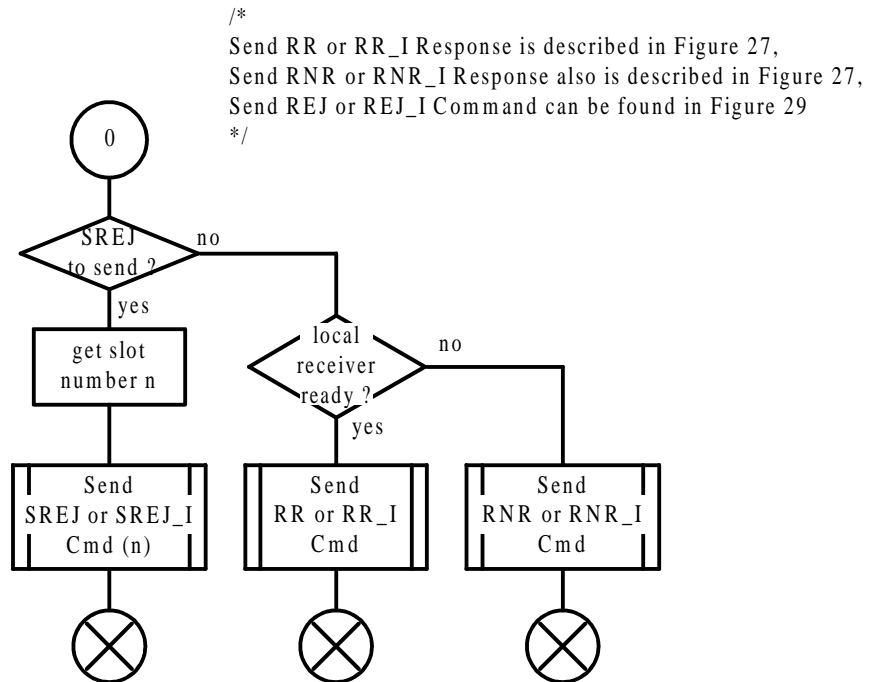 /*
Send RR or RR_I Response is described in Figure 27,
Send RNR or RNR_I Response also is described in Figure 27,
Send REJ or REJ_I Command can be found in Figure 29
*/
0
SREJ
to send ?
no
yes
get slot
number n
local
receiver
ready ?
no
yes
Send
SREJ or SREJ_I
Cmd (n)
Send
RR or RR_I
Cmd
Send
RNR or RNR_I
Cmd